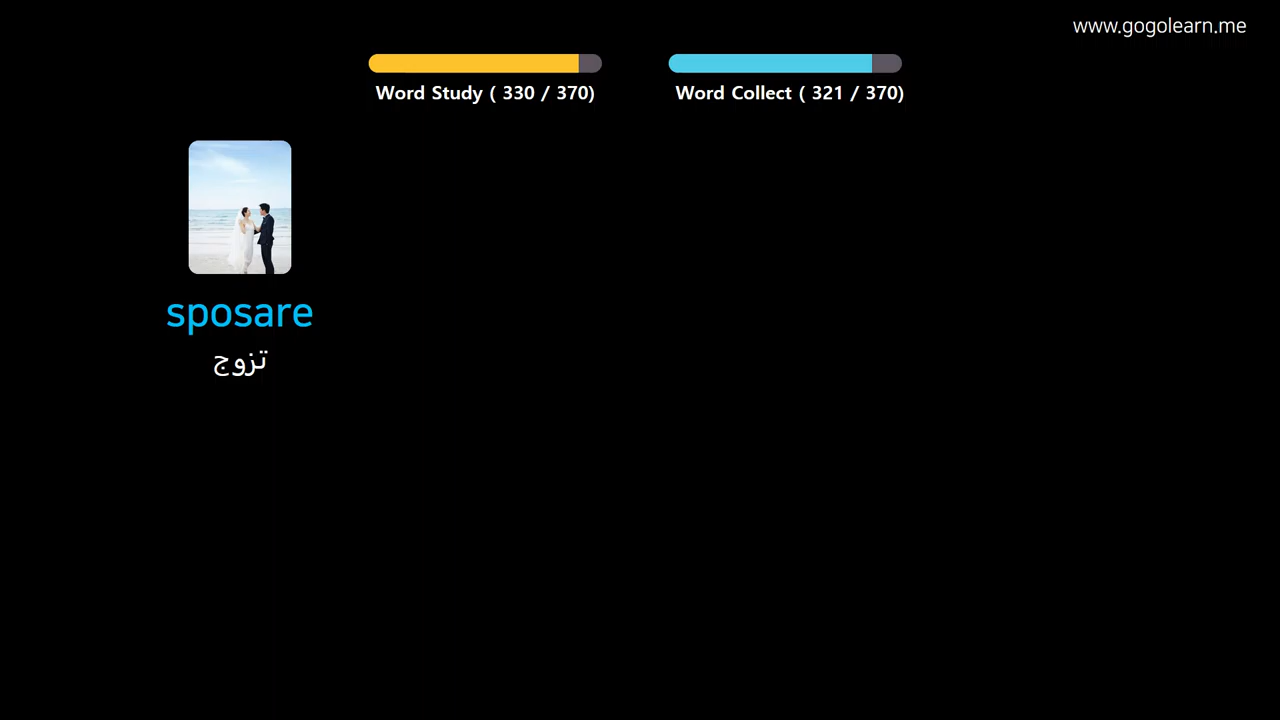 www.gogolearn.me
Word Study ( 330 / 370)
Word Collect ( 321 / 370)
sposare
تزوج